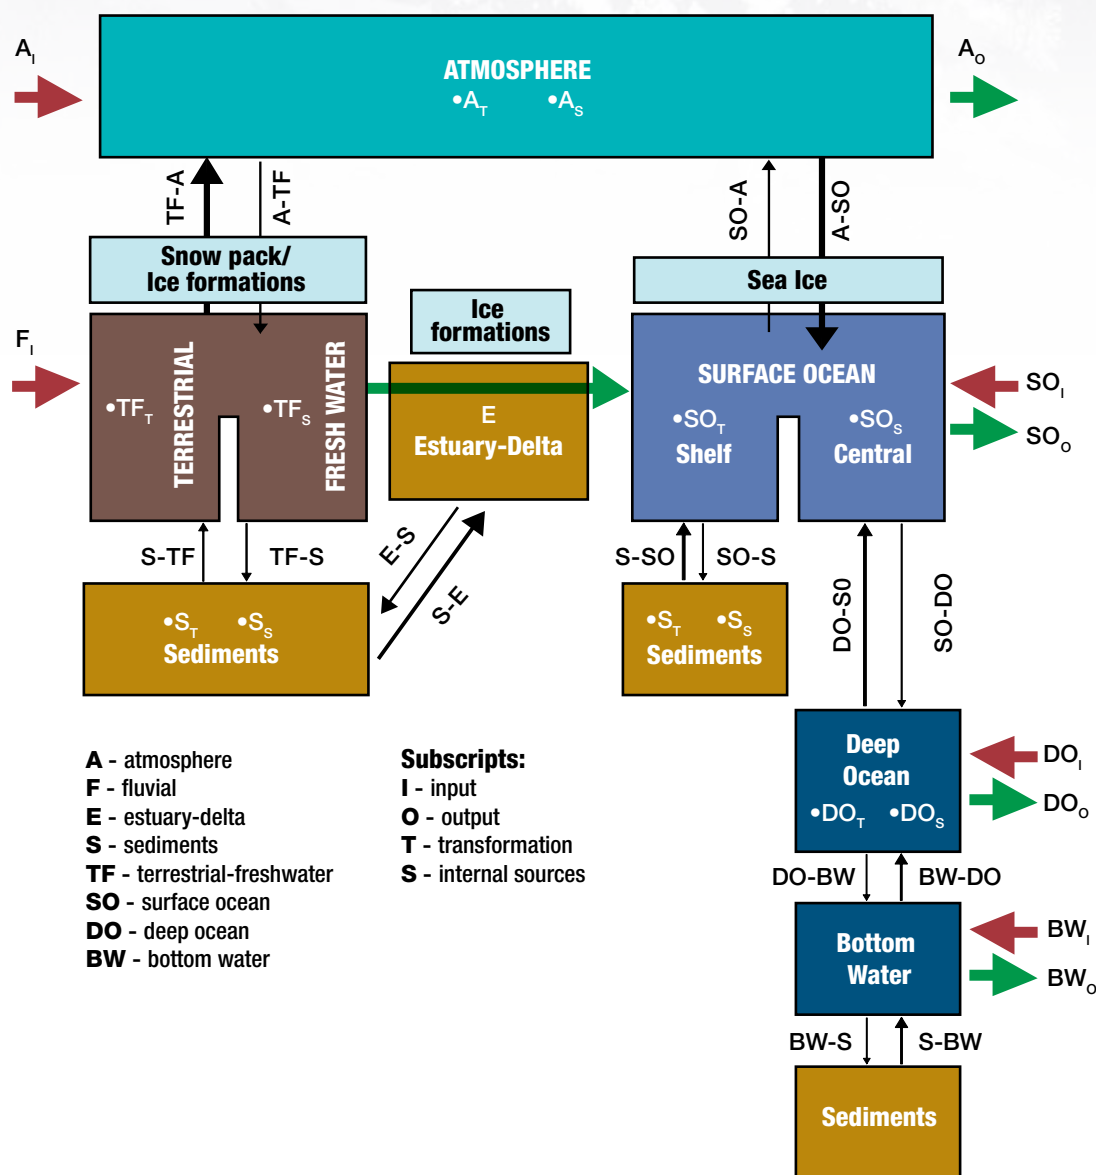 A_I
ATMOSPHERE
•A_T •A_S
A_O
TF-A
A-TF
SO-A
A-SO
Snow pack/
Ice formations
Ice
formations
Sea Ice
F_I
TERRESTRIAL
•TF_T
FRESH WATER
•TF_S
E
Estuary-Delta
SURFACE OCEAN
•SO_T
Shelf
•SO_S
Central
SO_I
SO_O
S-TF
TF-S
E-S
S-E
S-SO
SO-S
DO-S0
SO-DO
•S_T •S_S
Sediments
•S_T •S_S
Sediments
Deep
Ocean
•DO_T •DO_S
DO_I
DO_O
DO-BW
BW-DO
Bottom
Water
BW_I
BW_O
BW-S
S-BW
Sediments
A - atmosphere
F - fluvial
E - estuary-delta
S - sediments
TF - terrestrial-freshwater
SO - surface ocean
DO - deep ocean
BW - bottom water
Subscripts:
I - input
O - output
T - transformation
S - internal sources